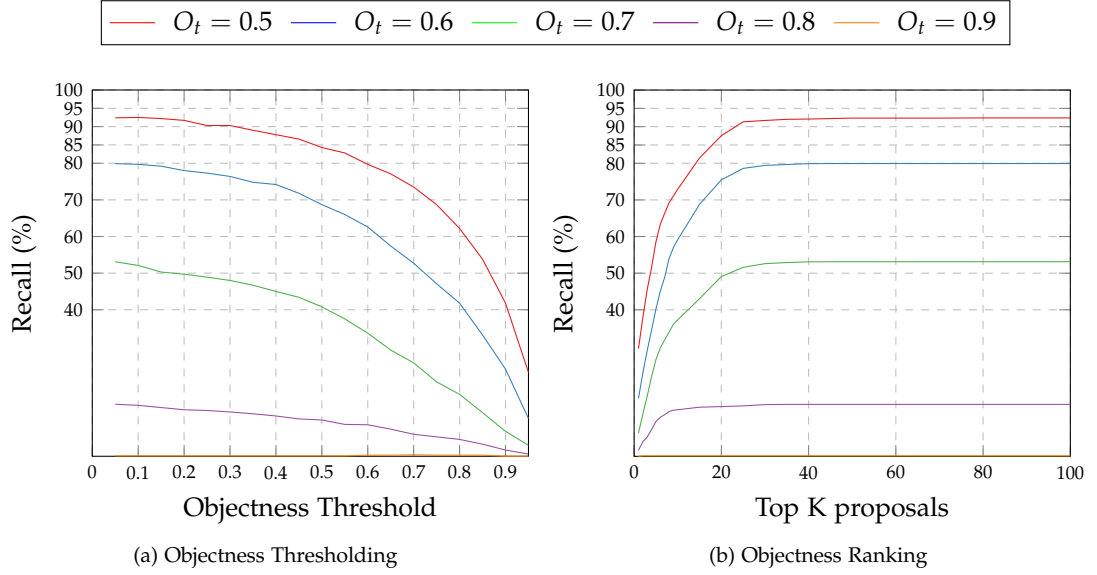 O_t = 0.5 O_t = 0.6 O_t = 0.7 O_t = 0.8 O_t = 0.9
100
95
90
85
80
70
60
50
40
Recall (%)
0 0.1 0.2 0.3 0.4 0.5 0.6 0.7 0.8 0.9
Objectness Threshold
(a) Objectness Thresholding
100
95
90
85
80
70
60
50
40
Recall (%)
0 20 40 60 80 100
Top K proposals
(b) Objectness Ranking